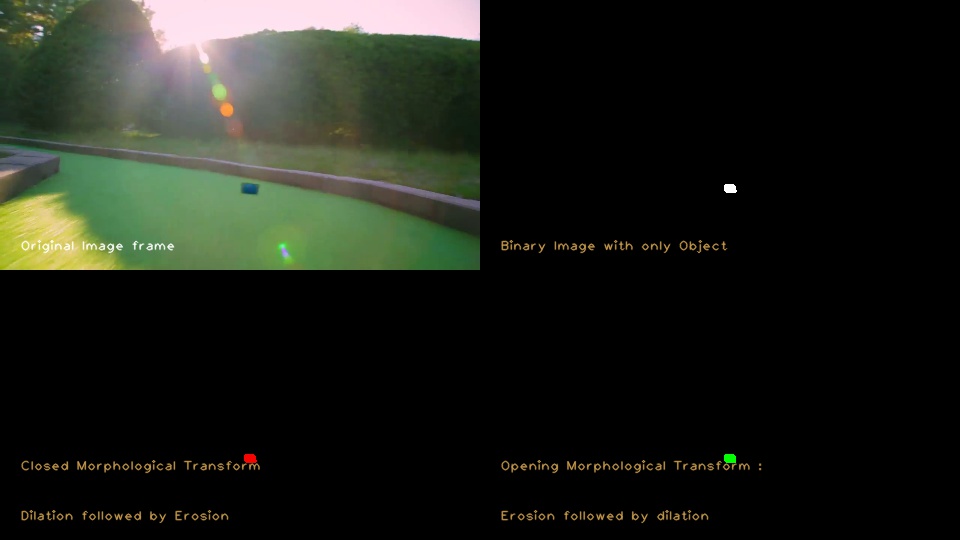 Original Image frame
Binary Image with only Object
Closed Morphological Transform
Dilation followed by Erosion
Opening Morphological Transform :
Erosion followed by dilation